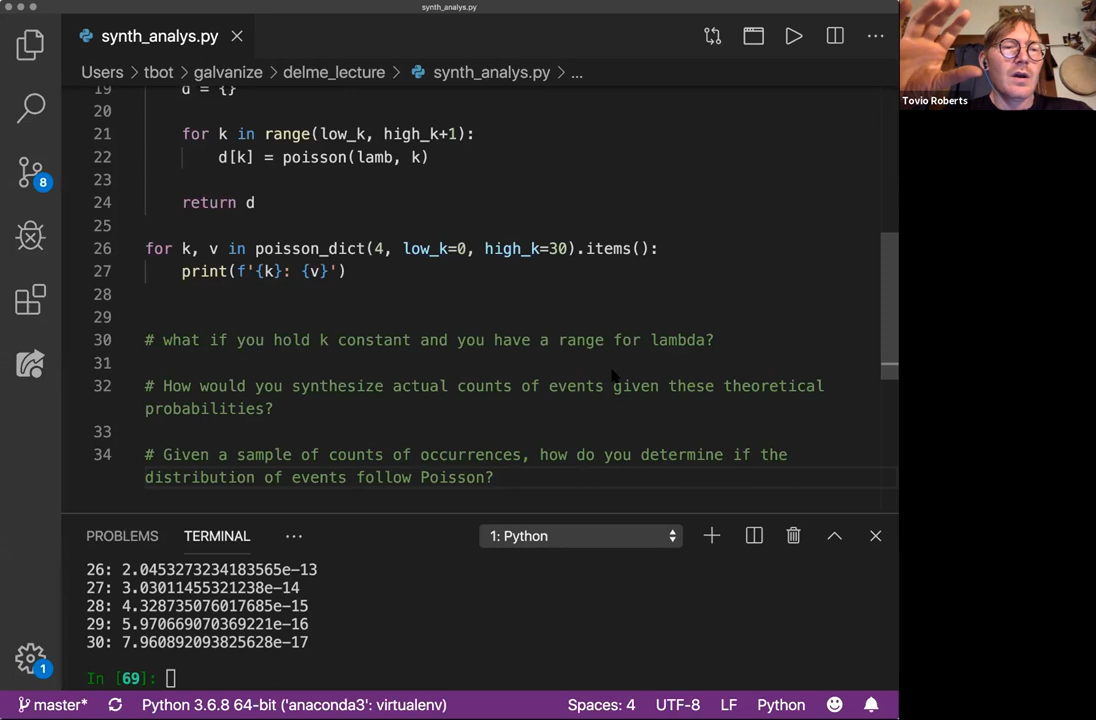 synth_analys.py
synth_analys.py
Users > tbot > galvanize > delme_lecture > synth_analys.py > ...
Tovio Roberts
19 d = {}
20
21 for k in range(low_k, high_k+1):
22 d[k] = poisson(lamb, k)
23
24 return d
25
26 for k, v in poisson_dict(4, low_k=0, high_k=30).items():
27 print(f'{k}: {v}')
28
29
30 # what if you hold k constant and you have a range for lambda?
31
32 # How would you synthesize actual counts of events given these theoretical
probabilities?
33
34 # Given a sample of counts of occurrences, how do you determine if the
distribution of events follow Poisson?
8
PROBLEMS TERMINAL ... 1: Python
26: 2.0453273234183565e-13
27: 3.03011455321238e-14
28: 4.328735076017685e-15
29: 5.970669070369221e-16
30: 7.960892093825628e-17
In [69]:
1
master* Python 3.6.8 64-bit ('anaconda3': virtualenv) Spaces: 4 UTF-8 LF Python